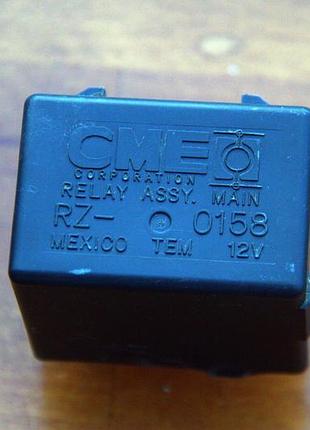 CME
CORPORATION
RELAY ASSY. MAIN
RZ- 0158
MEXICO TEM 12V